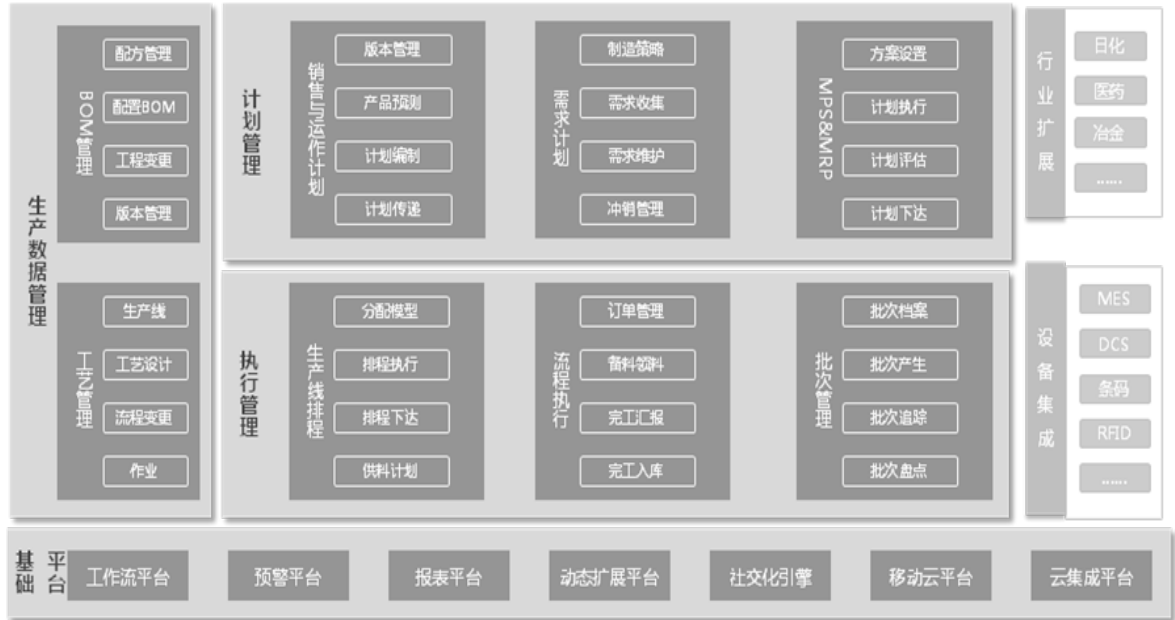 生产数据管理
BOM管理
配方管理
配置BOM
工程变更
版本管理
工艺管理
生产线
工艺设计
流程变更
作业
计划管理
销售与运作计划
版本管理
产品预测
计划编制
计划传递
需求计划
制造策略
需求收集
需求维护
冲销管理
MPS&MRP
方案设置
计划执行
计划评估
计划下达
执行管理
生产线排程
分配模型
排程执行
排程下达
供料计划
流程执行
订单管理
备料领料
完工汇报
完工入库
批次管理
批次档案
批次产生
批次追踪
批次盘点
行业扩展
日化
医药
冶金
......
设备集成
MES
DCS
条码
RFID
......
基础平台
工作流平台
预警平台
报表平台
动态扩展平台
社交化引擎
移动云平台
云集成平台